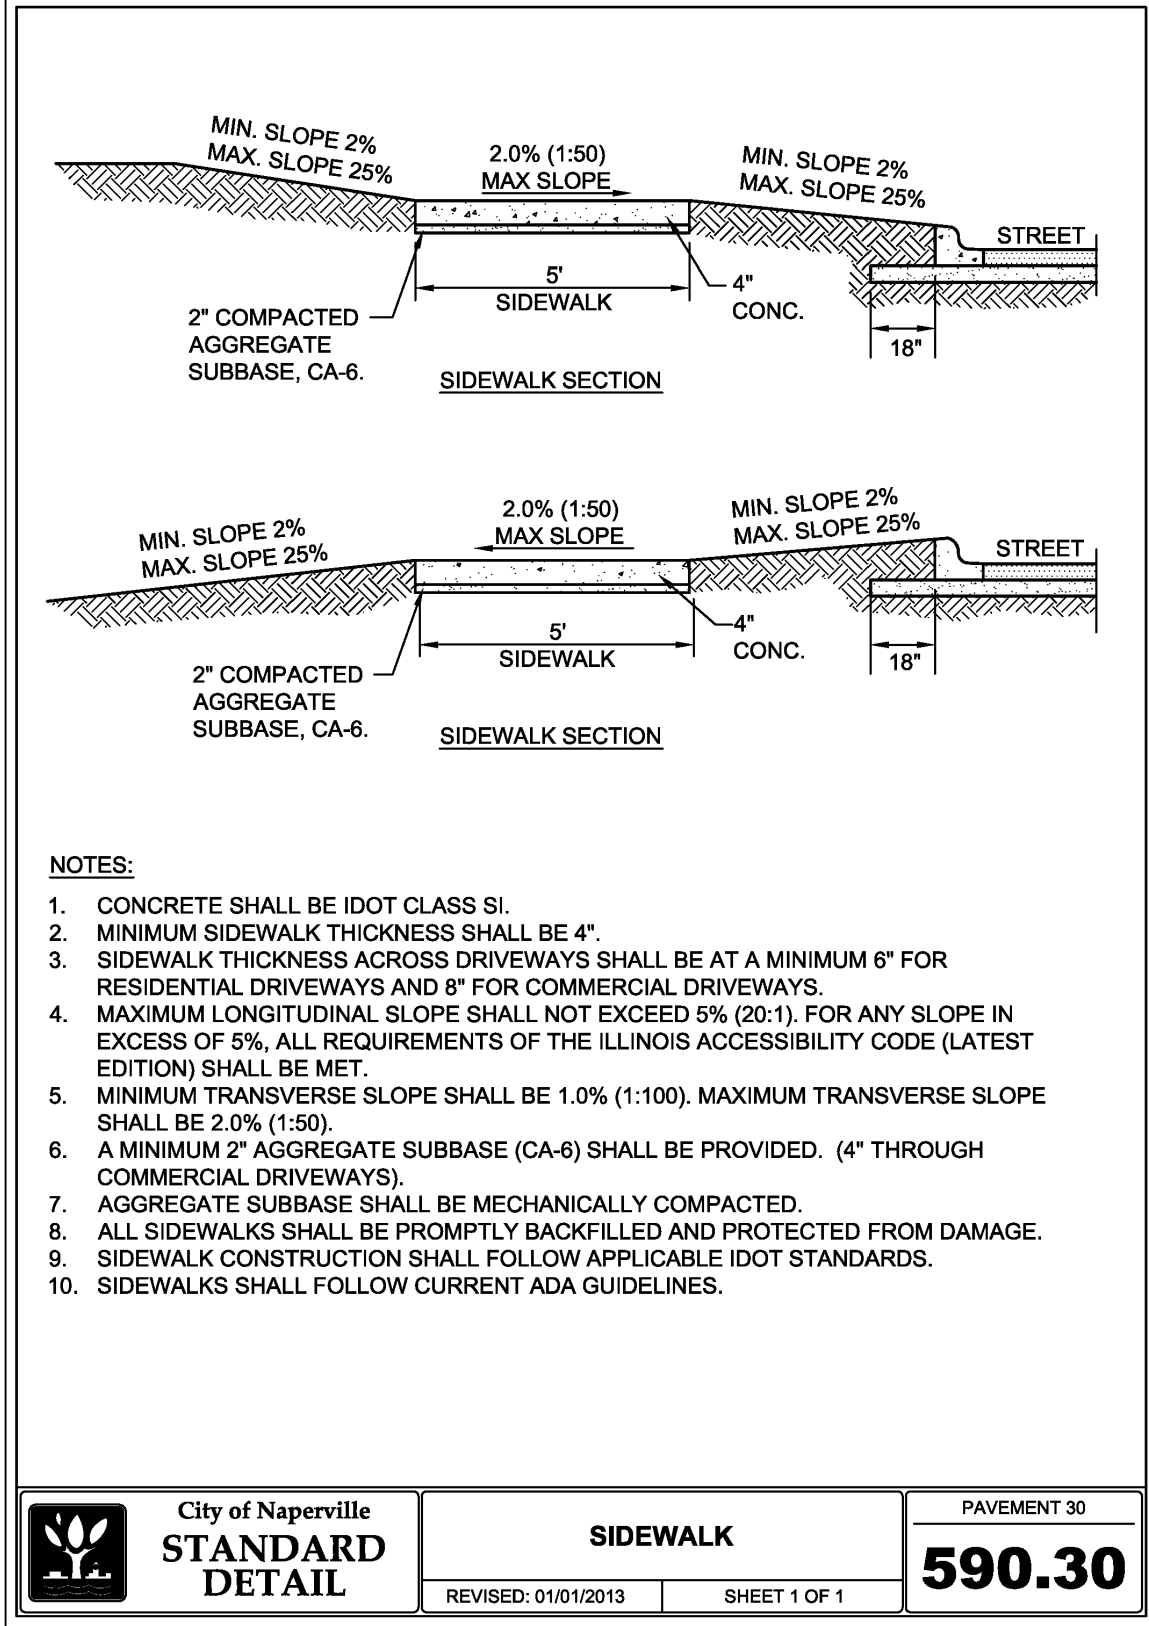 MIN. SLOPE 2%
MAX. SLOPE 25%
2.0% (1:50)
MAX SLOPE
MIN. SLOPE 2%
MAX. SLOPE 25%
STREET
5'
SIDEWALK
4"
CONC.
2" COMPACTED
AGGREGATE
SUBBASE, CA-6.
18"
SIDEWALK SECTION
MIN. SLOPE 2%
MAX. SLOPE 25%
2.0% (1:50)
MAX SLOPE
MIN. SLOPE 2%
MAX. SLOPE 25%
STREET
5'
SIDEWALK
4"
CONC.
2" COMPACTED
AGGREGATE
SUBBASE, CA-6.
18"
SIDEWALK SECTION
NOTES:
1. CONCRETE SHALL BE IDOT CLASS SI.
2. MINIMUM SIDEWALK THICKNESS SHALL BE 4".
3. SIDEWALK THICKNESS ACROSS DRIVEWAYS SHALL BE AT A MINIMUM 6" FOR
RESIDENTIAL DRIVEWAYS AND 8" FOR COMMERCIAL DRIVEWAYS.
4. MAXIMUM LONGITUDINAL SLOPE SHALL NOT EXCEED 5% (20:1). FOR ANY SLOPE IN
EXCESS OF 5%, ALL REQUIREMENTS OF THE ILLINOIS ACCESSIBILITY CODE (LATEST
EDITION) SHALL BE MET.
5. MINIMUM TRANSVERSE SLOPE SHALL BE 1.0% (1:100). MAXIMUM TRANSVERSE SLOPE
SHALL BE 2.0% (1:50).
6. A MINIMUM 2" AGGREGATE SUBBASE (CA-6) SHALL BE PROVIDED. (4" THROUGH
COMMERCIAL DRIVEWAYS).
7. AGGREGATE SUBBASE SHALL BE MECHANICALLY COMPACTED.
8. ALL SIDEWALKS SHALL BE PROMPTLY BACKFILLED AND PROTECTED FROM DAMAGE.
9. SIDEWALK CONSTRUCTION SHALL FOLLOW APPLICABLE IDOT STANDARDS.
10. SIDEWALKS SHALL FOLLOW CURRENT ADA GUIDELINES.
City of Naperville
STANDARD
DETAIL
SIDEWALK
REVISED: 01/01/2013
SHEET 1 OF 1
PAVEMENT 30
590.30